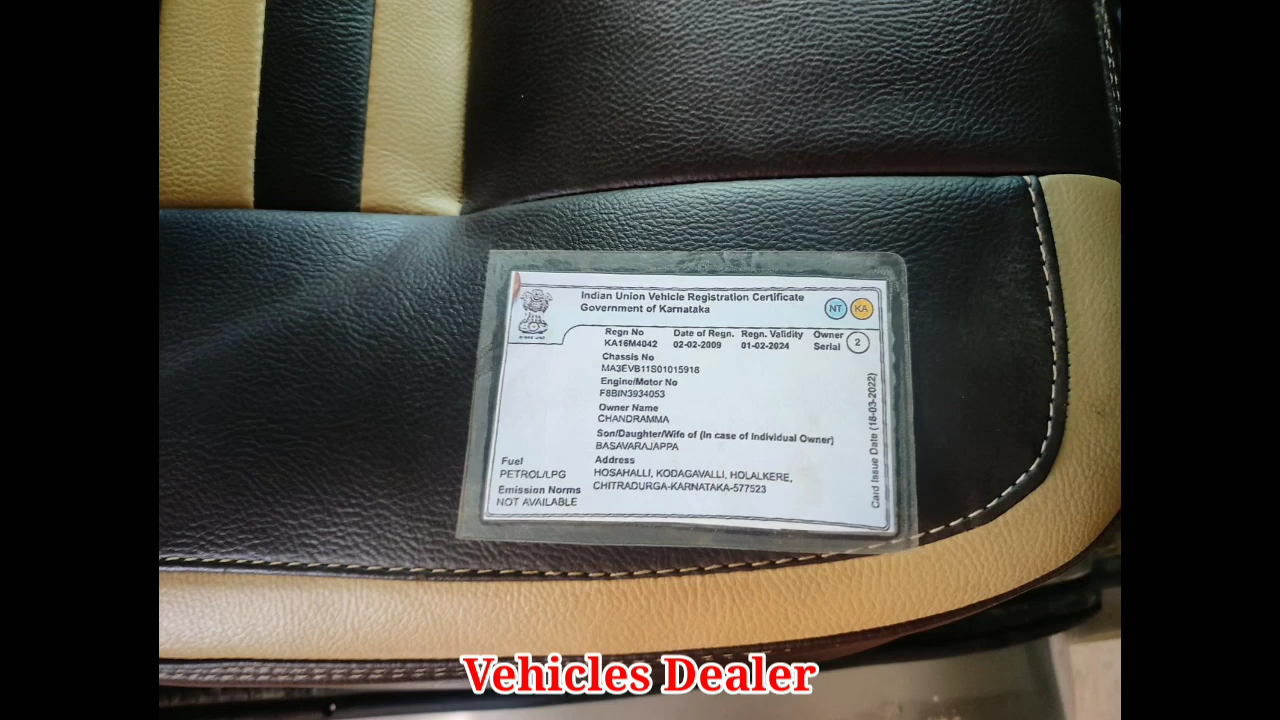 Indian Union Vehicle Registration Certificate
Government of Karnataka
NT KA
Regn No Date of Regn. Regn. Validity Owner Serial 2
KA16M4042 02-02-2009 01-02-2024
Chassis No
MA3EVB11S01015918
Engine/Motor No
F8BIN3934053
Owner Name
CHANDRAMMA
Son/Daughter/Wife of (In case of Individual Owner)
BASAVARAJAPPA
Fuel
PETROL/LPG
Emission Norms
NOT AVAILABLE
Address
HOSAHALLI, KODAGAVALLI, HOLALKERE,
CHITRADURGA-KARNATAKA-577523
Card Issue Date (18-03-2022)
Vehicles Dealer